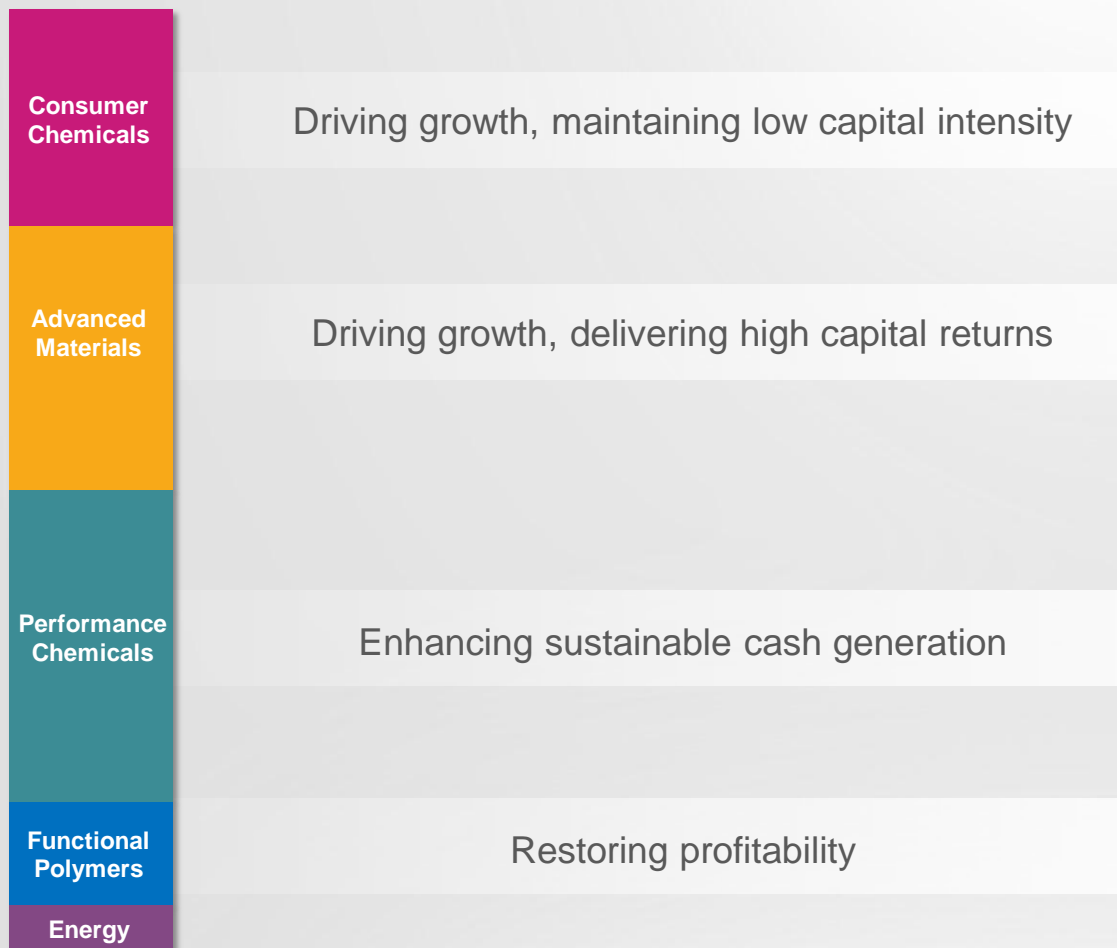 Consumer
Chemicals
Driving growth, maintaining low capital intensity
Advanced
Materials
Driving growth, delivering high capital returns
Performance
Chemicals
Enhancing sustainable cash generation
Functional
Polymers
Restoring profitability
Energy